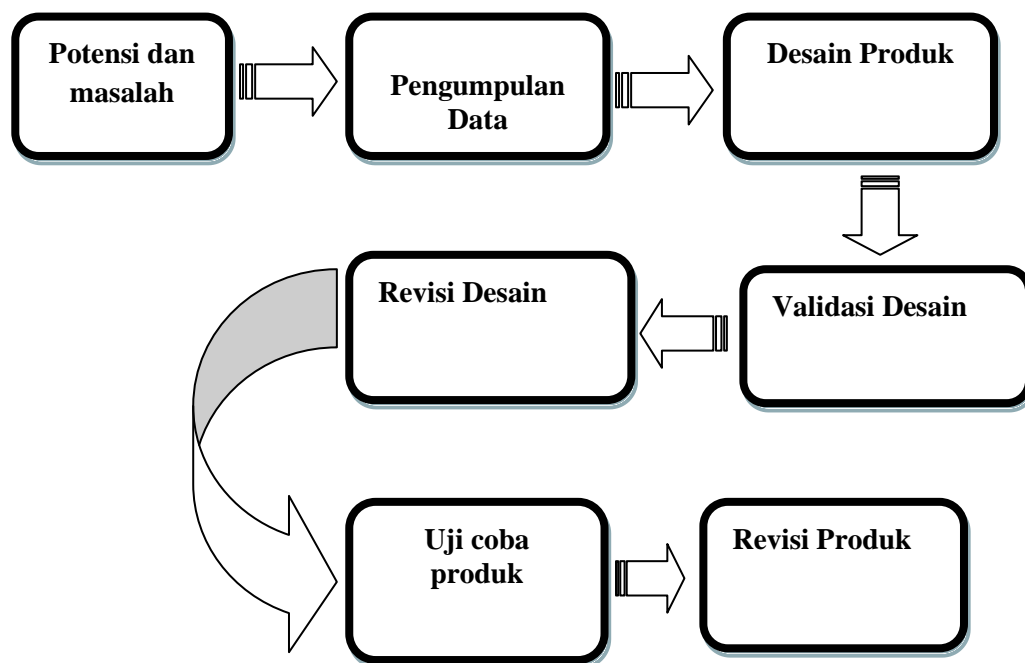 Potensi dan
masalah
Pengumpulan
Data
Desain Produk
Validasi Desain
Revisi Desain
Uji coba
produk
Revisi Produk